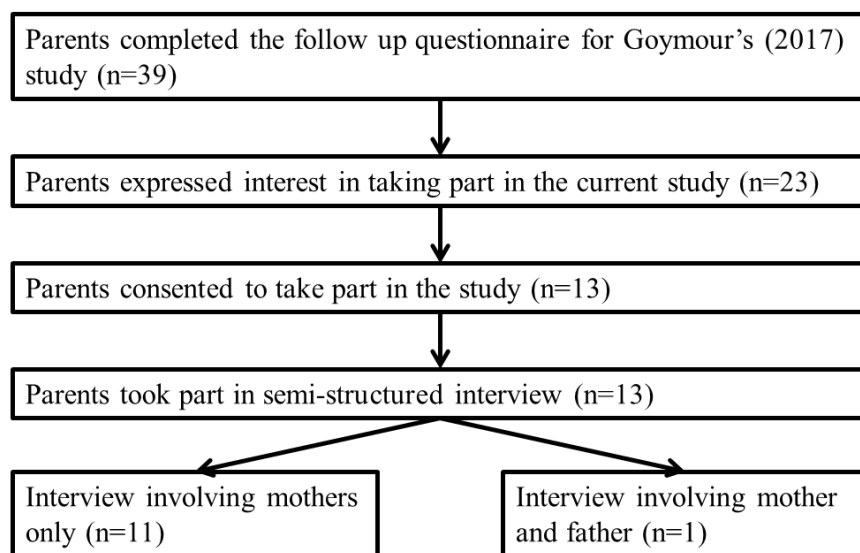 Parents completed the follow up questionnaire for Goymour's (2017)
study (n=39)
Parents expressed interest in taking part in the current study (n=23)
Parents consented to take part in the study (n=13)
Parents took part in semi-structured interview (n=13)
Interview involving mothers
only (n=11)
Interview involving mother
and father (n=1)